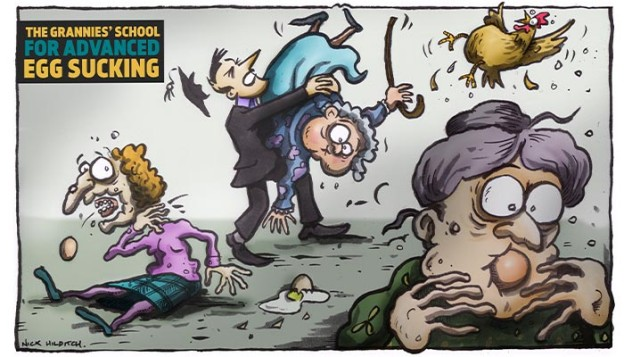 THE GRANNIES' SCHOOL
FOR ADVANCED
EGG SUCKING
NICK HILDITCH.